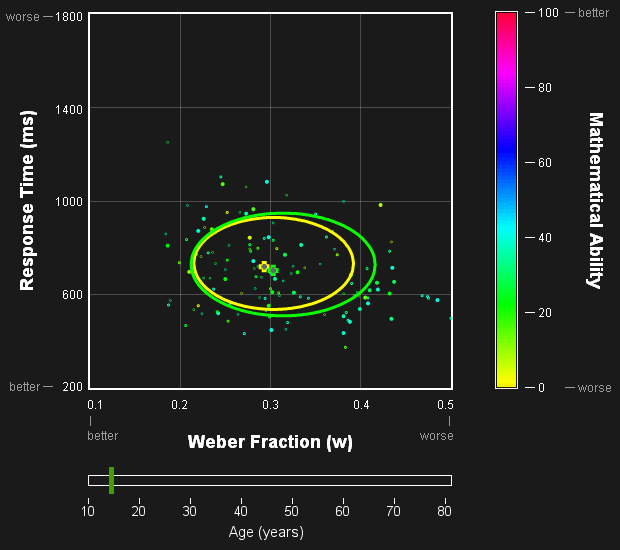 worse
1800
1400
1000
600
200
better
Response Time (ms)
0.1
0.2
0.3
0.4
0.5
better
worse
Weber Fraction (w)
10
20
30
40
50
60
70
80
Age (years)
100
better
80
60
40
20
0
worse
Mathematical Ability